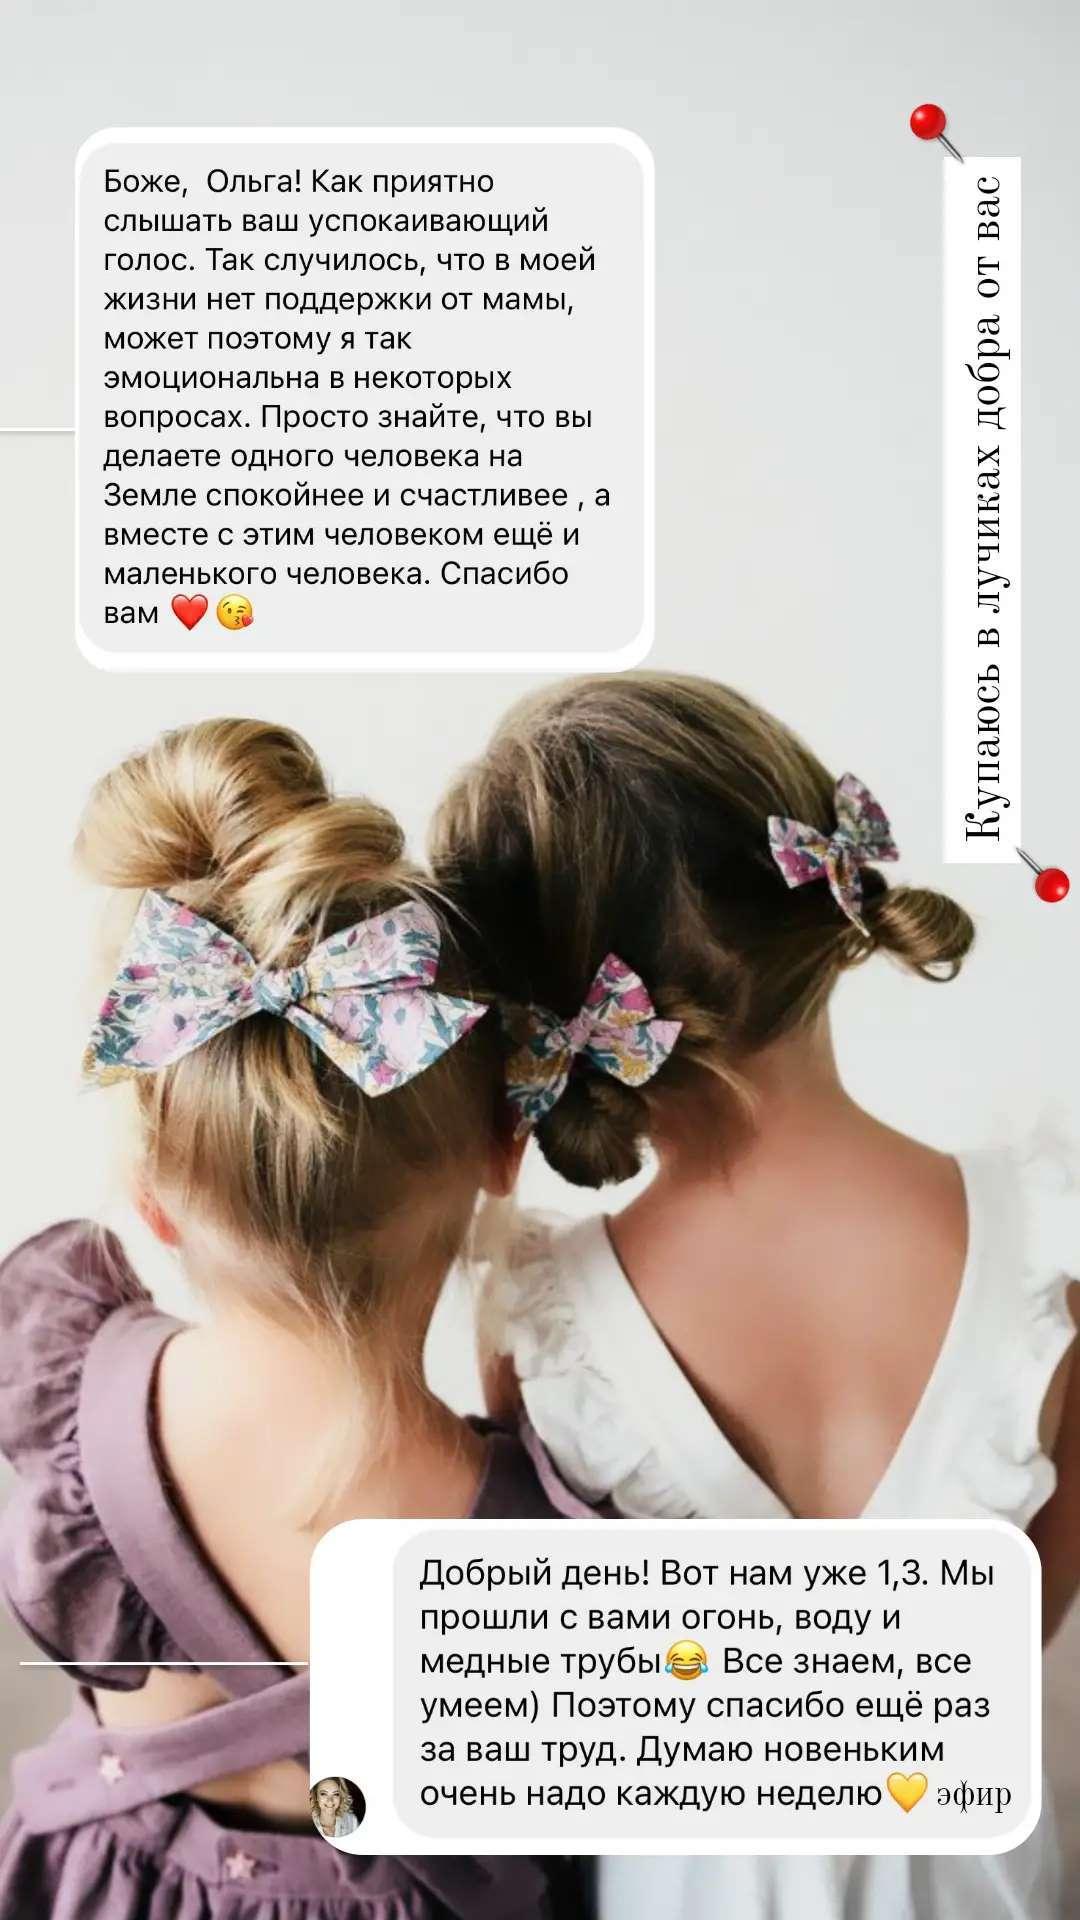 Боже,  Ольга! Как приятно
слышать ваш успокаивающий
голос. Так случилось, что в моей
жизни нет поддержки от мамы,
может поэтому я так
эмоциональна в некоторых
вопросах. Просто знайте, что вы
делаете одного человека на
Земле спокойнее и счастливее , а
вместе с этим человеком ещё и
маленького человека. Спасибо
вам ❤️😘
Купаюсь в лучиках добра от вас
Добрый день! Вот нам уже 1,3. Мы
прошли с вами огонь, воду и
медные трубы😂 Все знаем, все
умеем) Поэтому спасибо ещё раз
за ваш труд. Думаю новеньким
очень надо каждую неделю💛 эфир